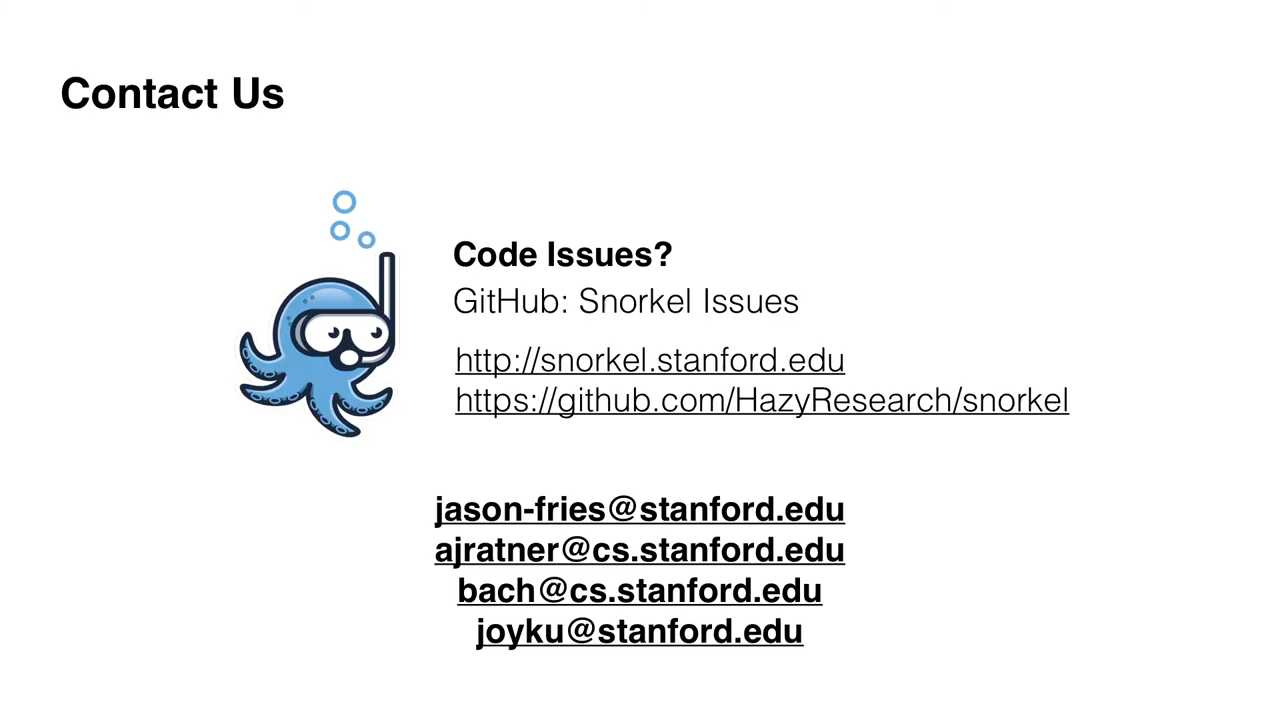 Contact Us
Code Issues?
GitHub: Snorkel Issues
http://snorkel.stanford.edu
https://github.com/HazyResearch/snorkel
jason-fries@stanford.edu
ajratner@cs.stanford.edu
bach@cs.stanford.edu
joyku@stanford.edu